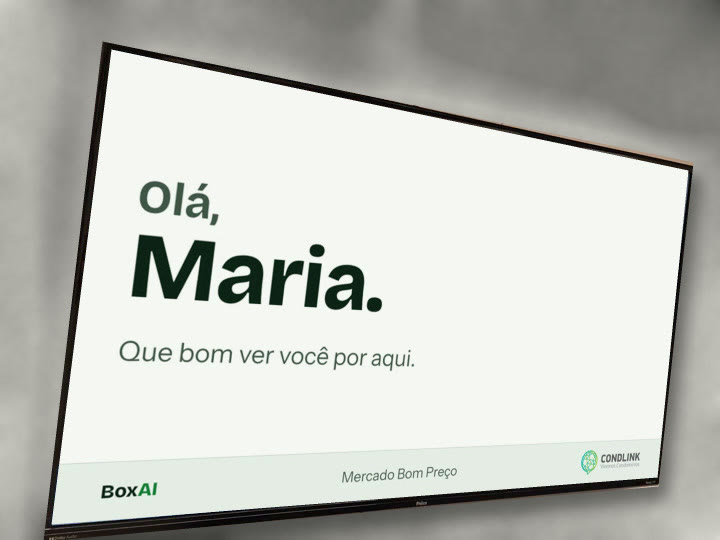 Olá,
Maria.
Que bom ver você por aqui.
BoxAI
Mercado Bom Preço
CONDLINK